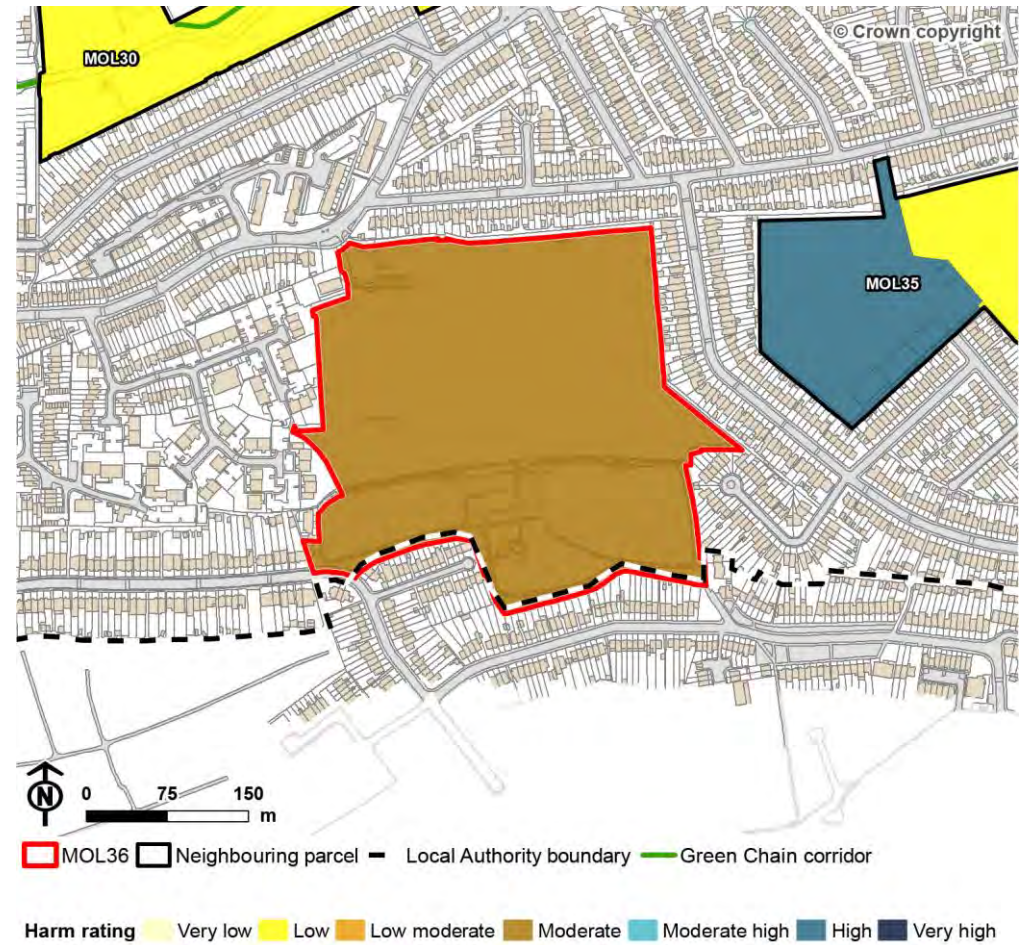 © Crown copyright
MOL30
MOL35
N
0 75 150
m
MOL36 Neighbouring parcel Local Authority boundary Green Chain corridor
Harm rating Very low Low Low moderate Moderate Moderate high High Very high